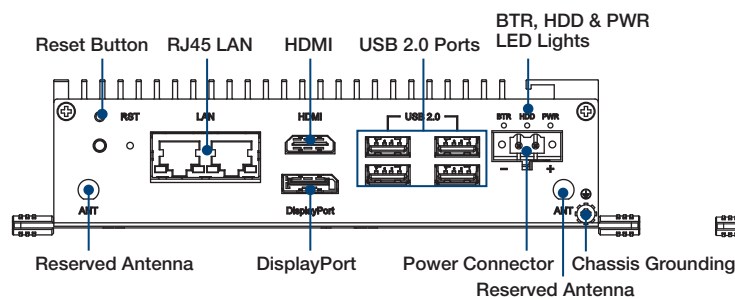 BTR, HDD & PWR
LED Lights
Reset Button
RJ45 LAN
HDMI
USB 2.0 Ports
RST
LAN
HDMI
USB 2.0
BTR
HDD
PWR
DisplayPort
− +
ANT
ANT
Reserved Antenna
DisplayPort
Power Connector
Chassis Grounding
Reserved Antenna